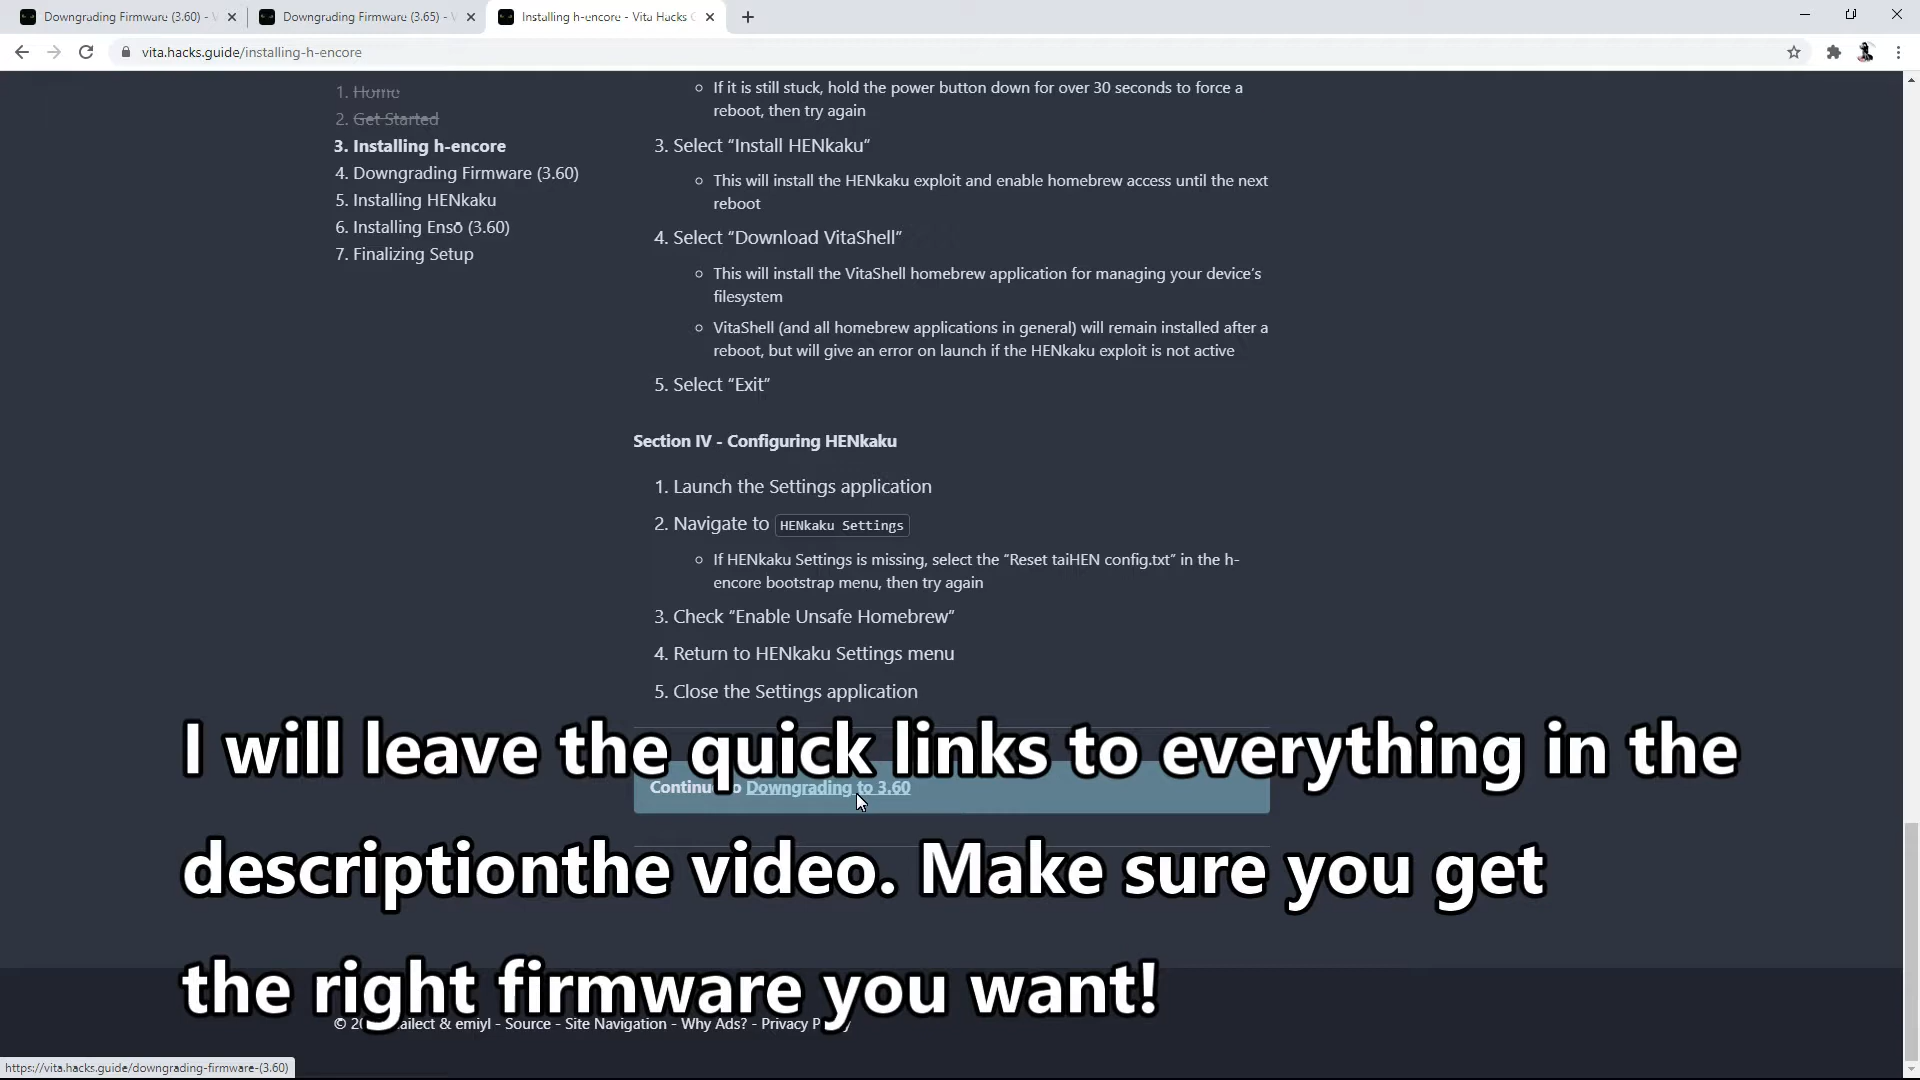 Downgrading Firmware (3.60) -
Downgrading Firmware (3.65) -
Installing h-encore - Vita Hacks
vita.hacks.guide/installing-h-encore
1. Home
2. Get Started
3. Installing h-encore
4. Downgrading Firmware (3.60)
5. Installing HENkaku
6. Installing Ensō (3.60)
7. Finalizing Setup
If it is still stuck, hold the power button down for over 30 seconds to force a
reboot, then try again
3. Select “Install HENkaku”
This will install the HENkaku exploit and enable homebrew access until the next
reboot
4. Select “Download VitaShell”
This will install the VitaShell homebrew application for managing your device’s
filesystem
VitaShell (and all homebrew applications in general) will remain installed after a
reboot, but will give an error on launch if the HENkaku exploit is not active
5. Select “Exit”
Section IV - Configuring HENkaku
1. Launch the Settings application
2. Navigate to HENkaku Settings
If HENkaku Settings is missing, select the “Reset taiHEN config.txt” in the h-
encore bootstrap menu, then try again
3. Check “Enable Unsafe Homebrew”
4. Return to HENkaku Settings menu
5. Close the Settings application
I will leave the quick links to everything in the
Downgrading to 3.60
descriptionthe video. Make sure you get
the right firmware you want!
& emiyl - Source - Site Navigation - Why Ads? - Privacy
https://vita.hacks.guide/downgrading-firmware-(3.60)